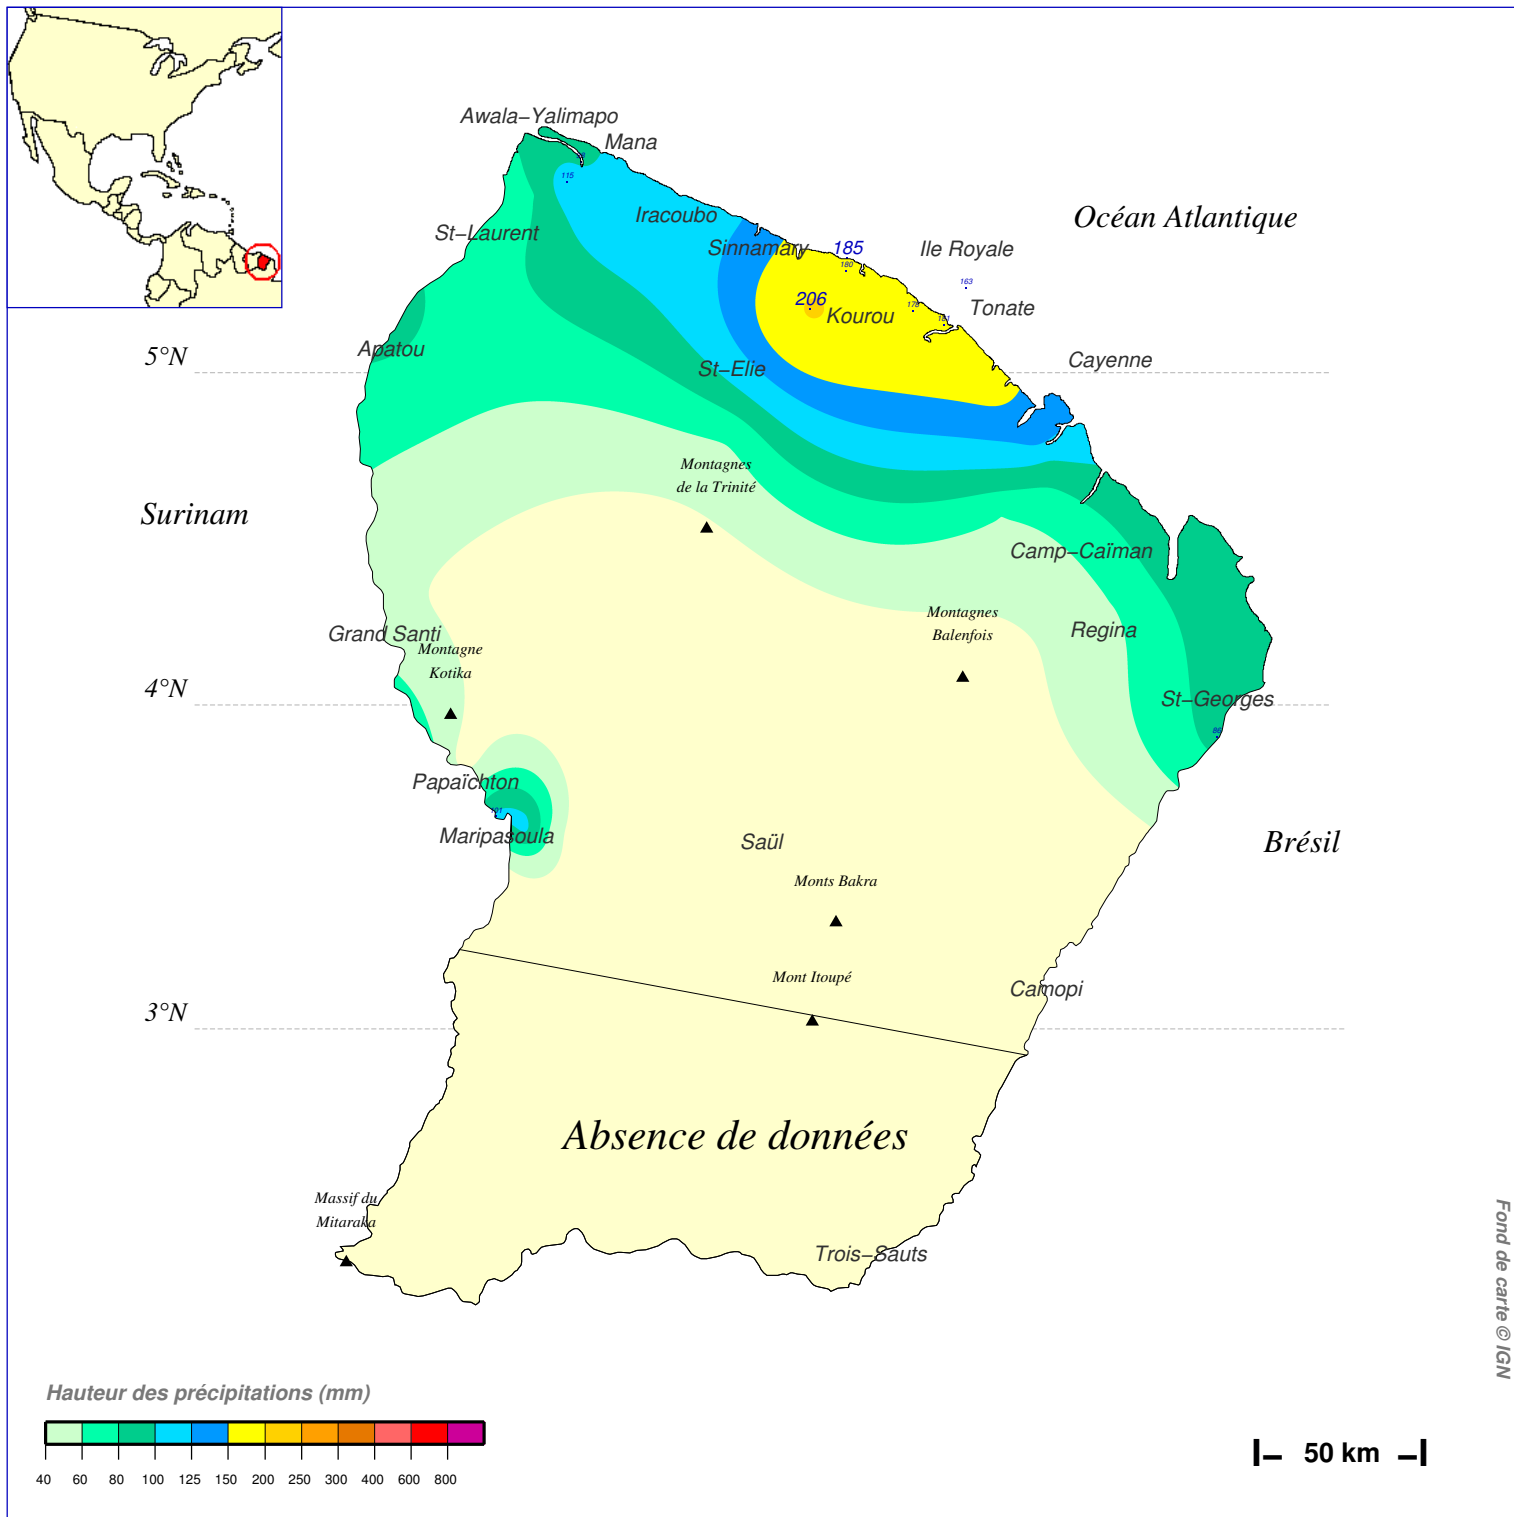 Awala−Yalimapo
Mana
115
Iracoubo
Océan Atlantique
St−Laurent
Sinnamary
185
Ile Royale
180
163
206
Kourou
Tonate
5°N
Apatou
St−Elie
Cayenne
Montagnes
de la Trinité
Surinam
Camp−Caïman
Montagnes
Balenfois
Grand Santi
Regina
Montagne
Kotika
4°N
St−Georges
86
Papaïchton
101
Maripasoula
Saül
Brésil
Monts Bakra
Mont Itoupé
Camopi
3°N
Absence de données
Massif du
Mitaraka
Trois−Sauts
Fond de carte © IGN
Hauteur des précipitations (mm)
40 60 80 100 125 150 200 250 300 400 600 800
50 km